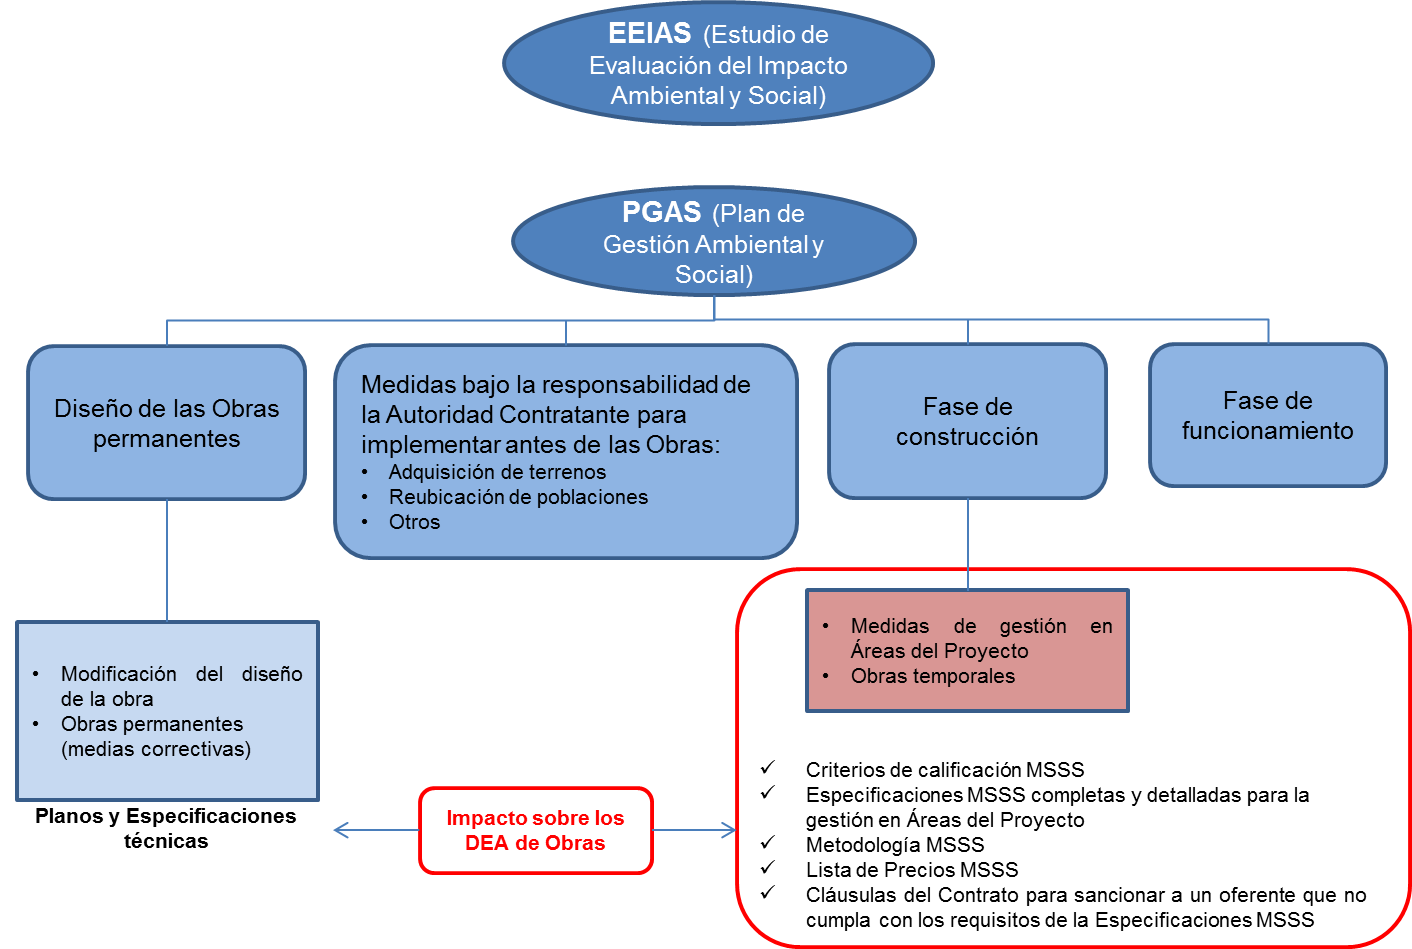 EEIAS (Estudio de
Evaluación del Impacto
Ambiental y Social)
PGAS (Plan de
Gestión Ambiental y
Social)
Diseño de las Obras
permanentes
Medidas bajo la responsabilidad de
la Autoridad Contratante para
implementar antes de las Obras:
• Adquisición de terrenos
• Reubicación de poblaciones
• Otros
Fase de
construcción
Fase de
funcionamiento
• Modificación del diseño
de la obra
• Obras permanentes
(medias correctivas)
Planos y Especificaciones
técnicas
Impacto sobre los
DEA de Obras
• Medidas de gestión en
Áreas del Proyecto
• Obras temporales
✓ Criterios de calificación MSSS
✓ Especificaciones MSSS completas y detalladas para la
gestión en Áreas del Proyecto
✓ Metodología MSSS
✓ Lista de Precios MSSS
✓ Cláusulas del Contrato para sancionar a un oferente que no
cumpla con los requisitos de la Especificaciones MSSS